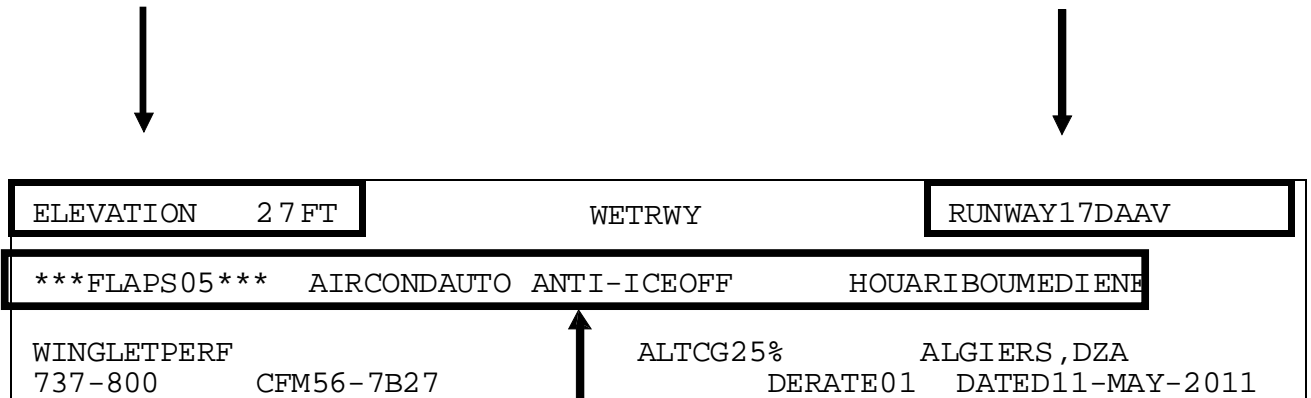 ELEVATION 27FT WETRWY RUNWAY17DAAV
***FLAPS05*** AIRCONDAUTO ANTI-ICEOFF HOUARIBOUMEDIENE
WINGLETPERF ALTCG25% ALGIERS,DZA
737-800 CFM56-7B27 DERATE01 DATED11-MAY-2011